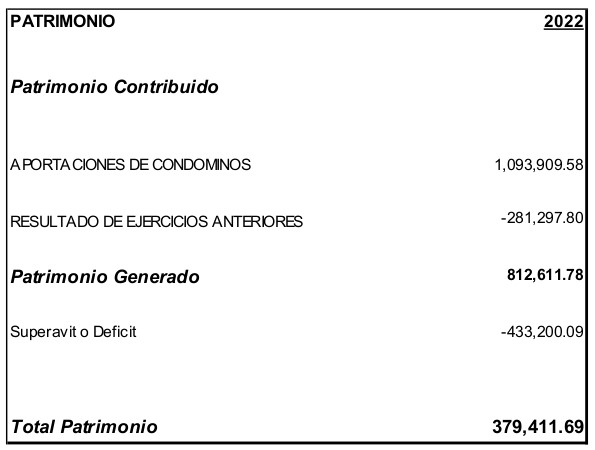 PATRIMONIO 2022
Patrimonio Contribuido
APORTACIONES DE CONDOMINOS 1,093,909.58
RESULTADO DE EJERCICIOS ANTERIORES -281,297.80
Patrimonio Generado 812,611.78
Superavit o Deficit -433,200.09
Total Patrimonio 379,411.69